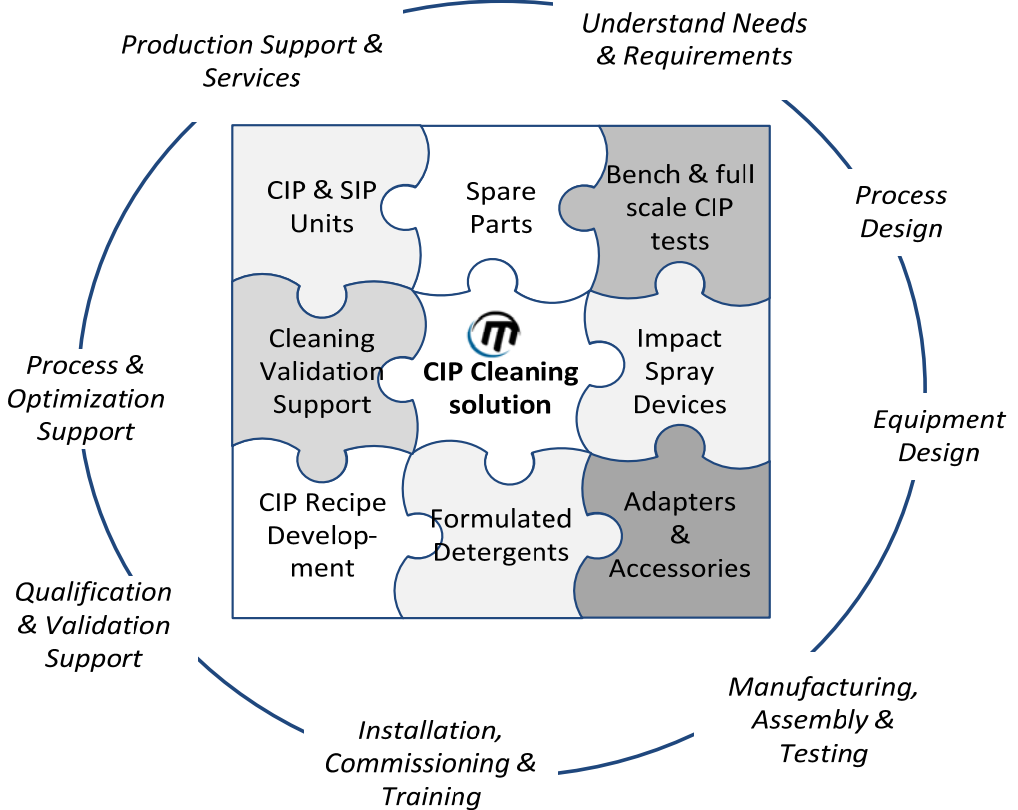 Production Support &
Services
Understand Needs
& Requirements
Process
Design
Equipment
Design
Manufacturing,
Assembly &
Testing
Installation,
Commissioning &
Training
Qualification
& Validation
Support
Process &
Optimization
Support
CIP & SIP
Units
Spare
Parts
Bench & full
scale CIP
tests
Cleaning
Validation
Support
m
CIP Cleaning
solution
Impact
Spray
Devices
CIP Recipe
Develop-
ment
Formulated
Detergents
Adapters
&
Accessories